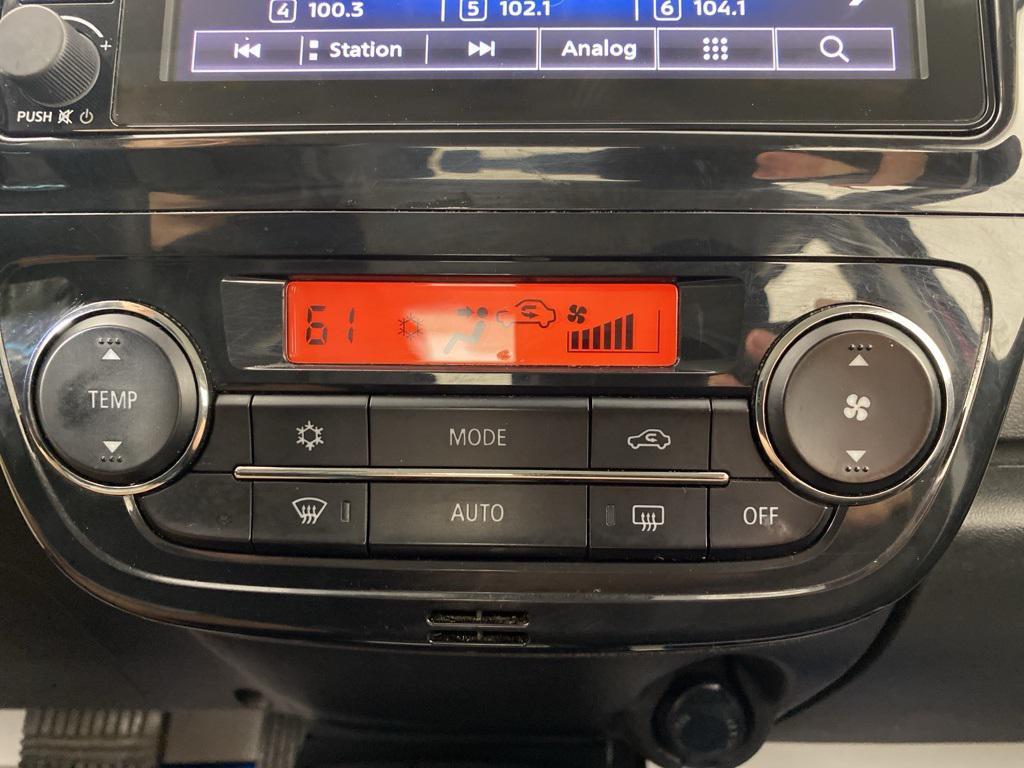 4 100.3 5 102.1 6 104.1
Station Analog
PUSH
61
TEMP
MODE
AUTO
OFF